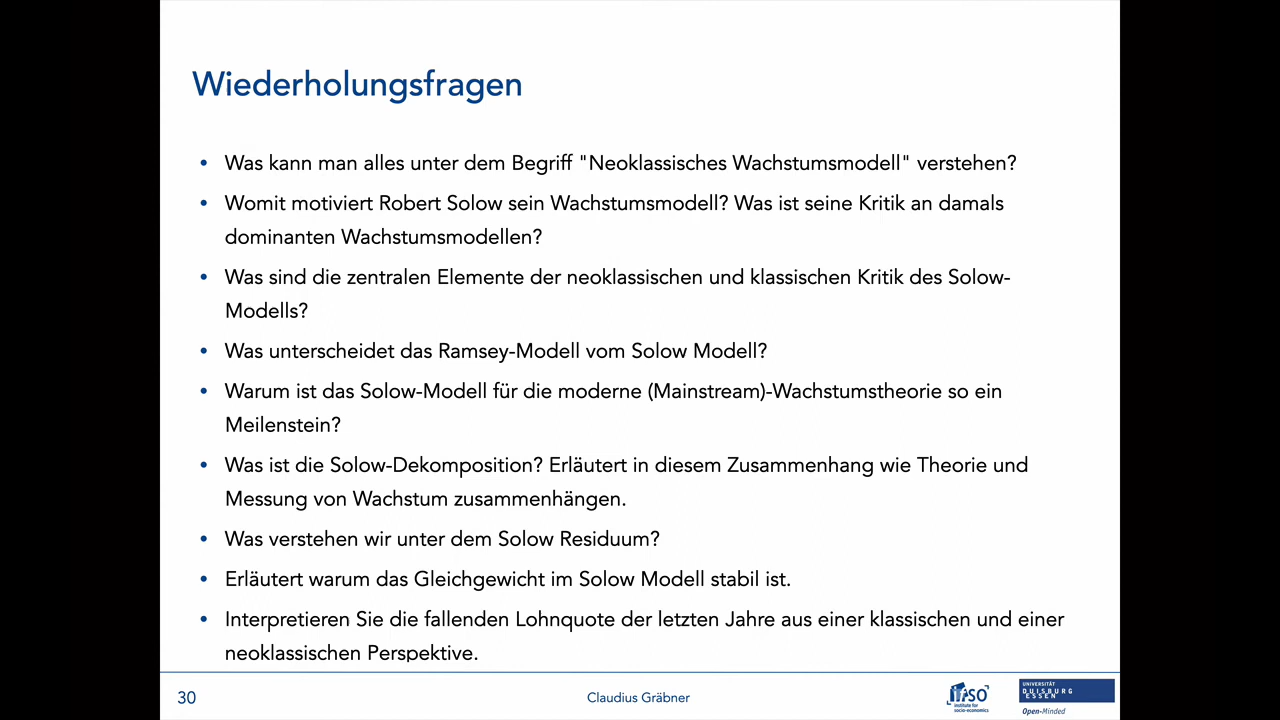 Wiederholungsfragen
• Was kann man alles unter dem Begriff "Neoklassisches Wachstumsmodell" verstehen?
• Womit motiviert Robert Solow sein Wachstumsmodell? Was ist seine Kritik an damals
dominanten Wachstumsmodellen?
• Was sind die zentralen Elemente der neoklassischen und klassischen Kritik des Solow-
Modells?
• Was unterscheidet das Ramsey-Modell vom Solow Modell?
• Warum ist das Solow-Modell für die moderne (Mainstream)-Wachstumstheorie so ein
Meilenstein?
• Was ist die Solow-Dekomposition? Erläutert in diesem Zusammenhang wie Theorie und
Messung von Wachstum zusammenhängen.
• Was verstehen wir unter dem Solow Residuum?
• Erläutert warum das Gleichgewicht im Solow Modell stabil ist.
• Interpretieren Sie die fallenden Lohnquote der letzten Jahre aus einer klassischen und einer
neoklassischen Perspektive.
30
Claudius Gräbner
ifso
institute for
socio-economics
UNIVERSITÄT
DUISBURG
ESSEN
Open-Minded